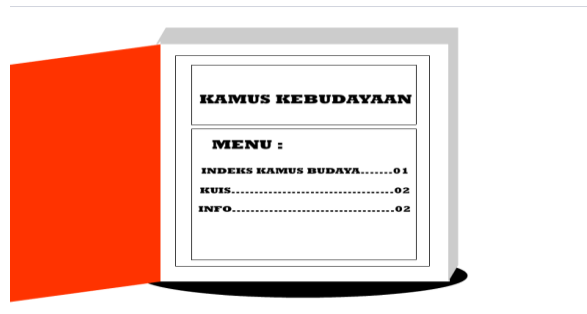 KAMUS KEBUDAYAAN
MENU :
INDEKS KAMUS BUDAYA.......01
KUIS..................................02
INFO..................................02